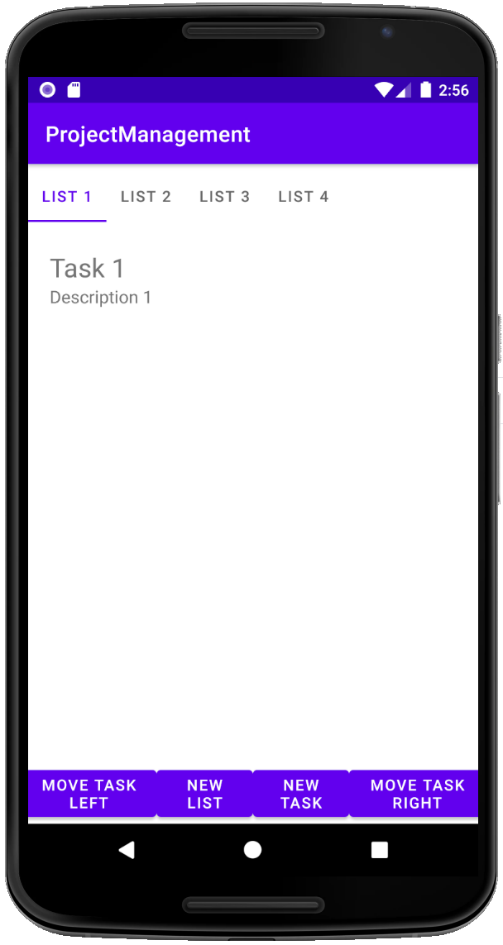 2:56
ProjectManagement
LIST 1 LIST 2 LIST 3 LIST 4
Task 1
Description 1
MOVE TASK LEFT
NEW LIST
NEW TASK
MOVE TASK RIGHT